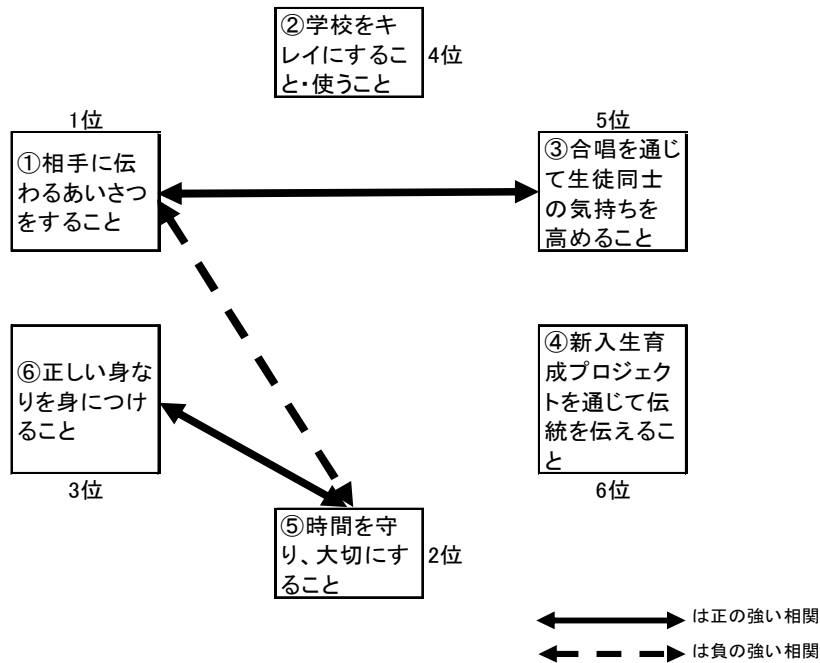 ②学校をキ
レイにするこ
と・使うこと
4位
1位
①相手に伝
わるあいさつ
をすること
5位
③合唱を通じ
て生徒同士
の気持ちを
高めること
⑥正しい身な
りを身につけ
ること
3位
④新入生育
成プロジェク
トを通じて伝
統を伝えるこ
と
6位
⑤時間を守
り、大切にす
ること
2位
は正の強い相関
は負の強い相関